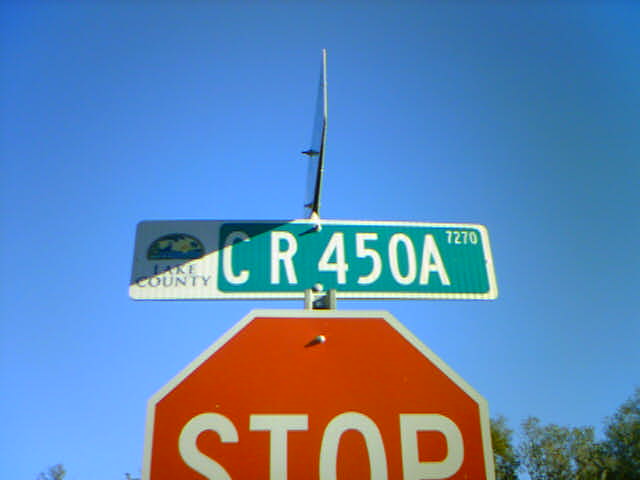 LAKE
COUNTY
C R 450A 7270
STOP